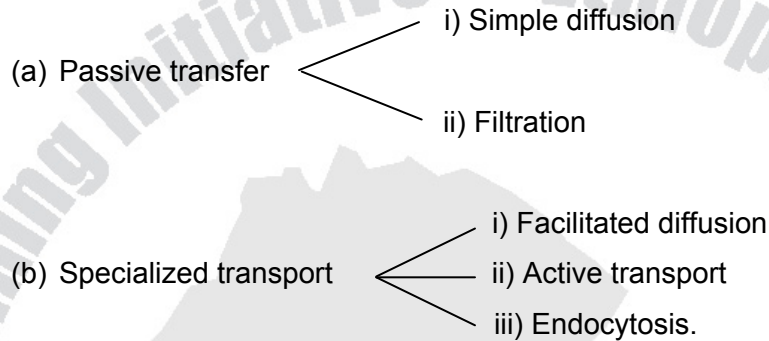 i) Simple diffusion
(a) Passive transfer
ii) Filtration
i) Facilitated diffusion
(b) Specialized transport
ii) Active transport
iii) Endocytosis.